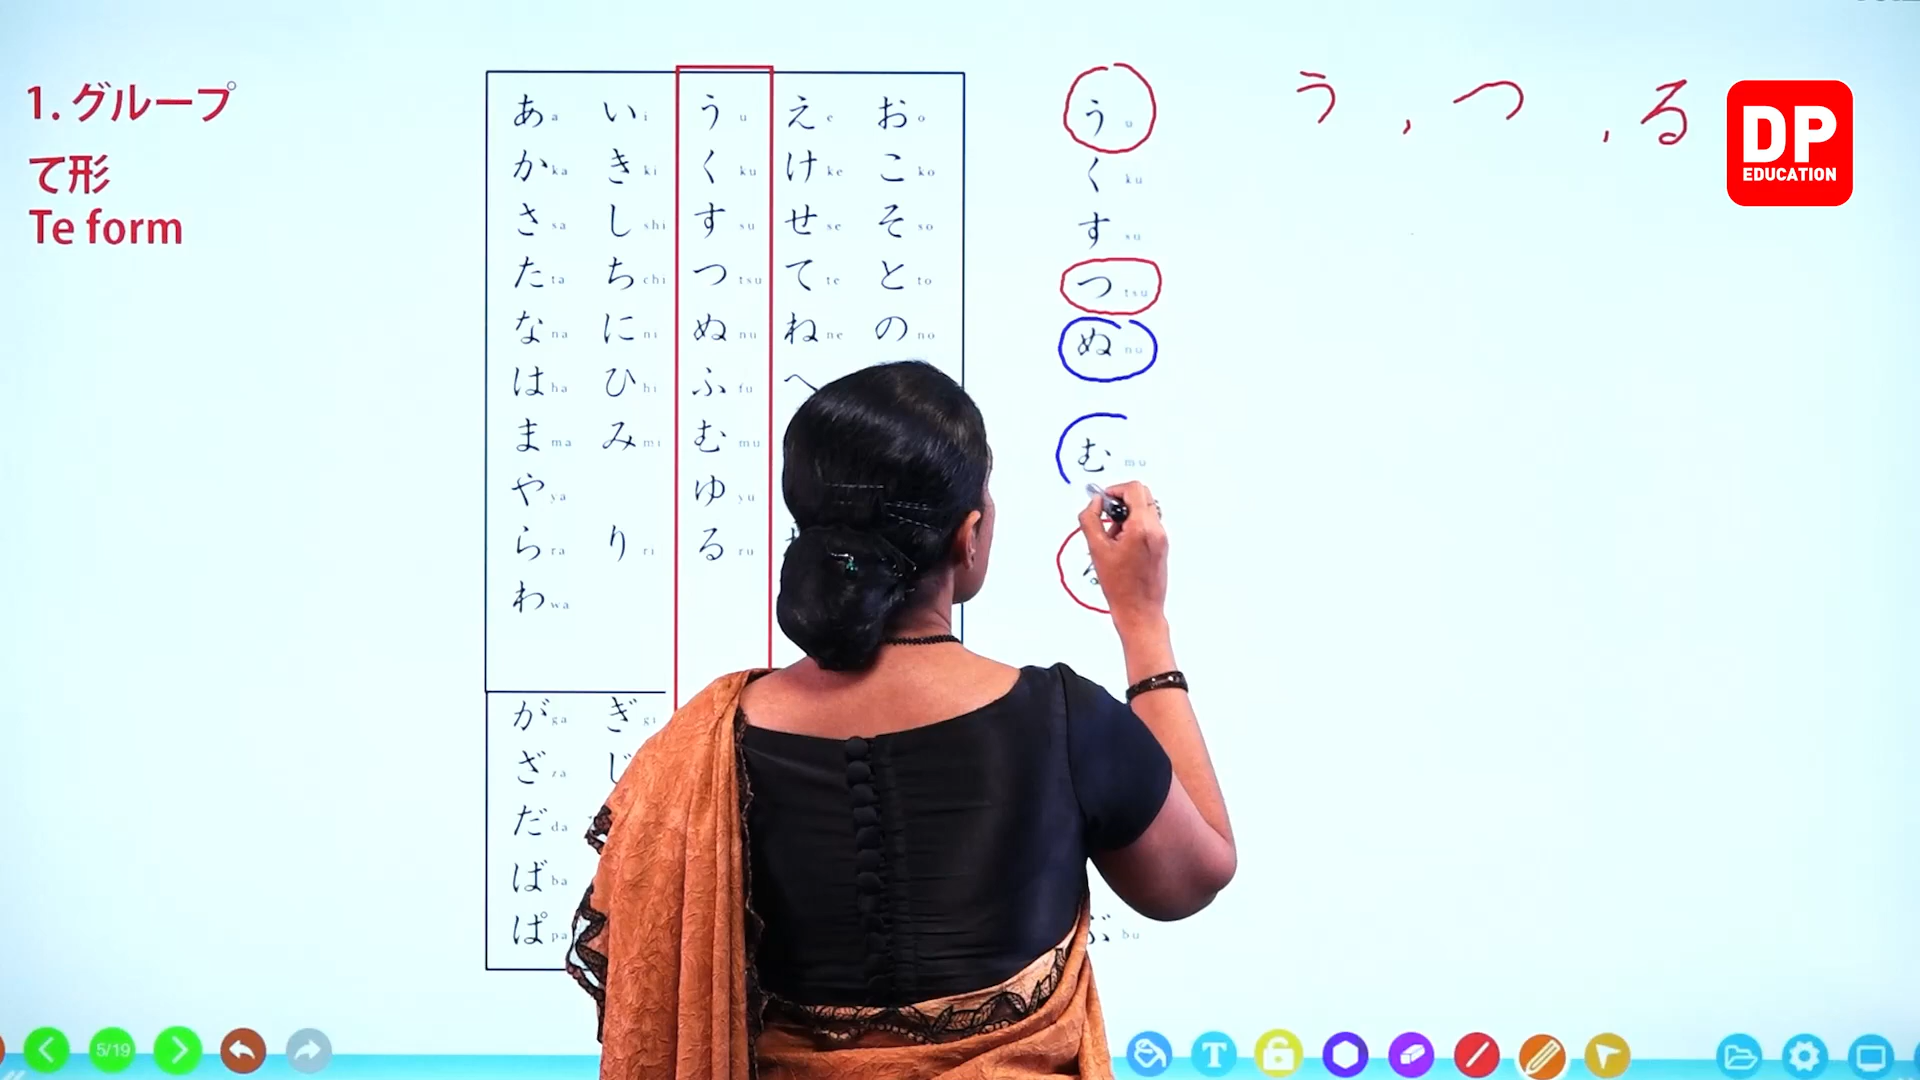 1. グループ
て形
Te form
あ a い i う u え e お o
か ka き ki く ku け ke こ ko
さ sa し shi す su せ se そ so
た ta ち chi つ tsu て te と to
な na に ni ぬ nu ね ne の no
は ha ひ hi ふ fu へ
ま ma み mi む mu
や ya ゆ yu
ら ra り ri る ru
わ wa
が ga ぎ gi
ざ za じ
だ da
ば ba
ぱ pa
う u
く ku
す su
つ tsu
ぬ nu
む mu
ぶ bu
う , つ , る
DP
EDUCATION
5/19
T